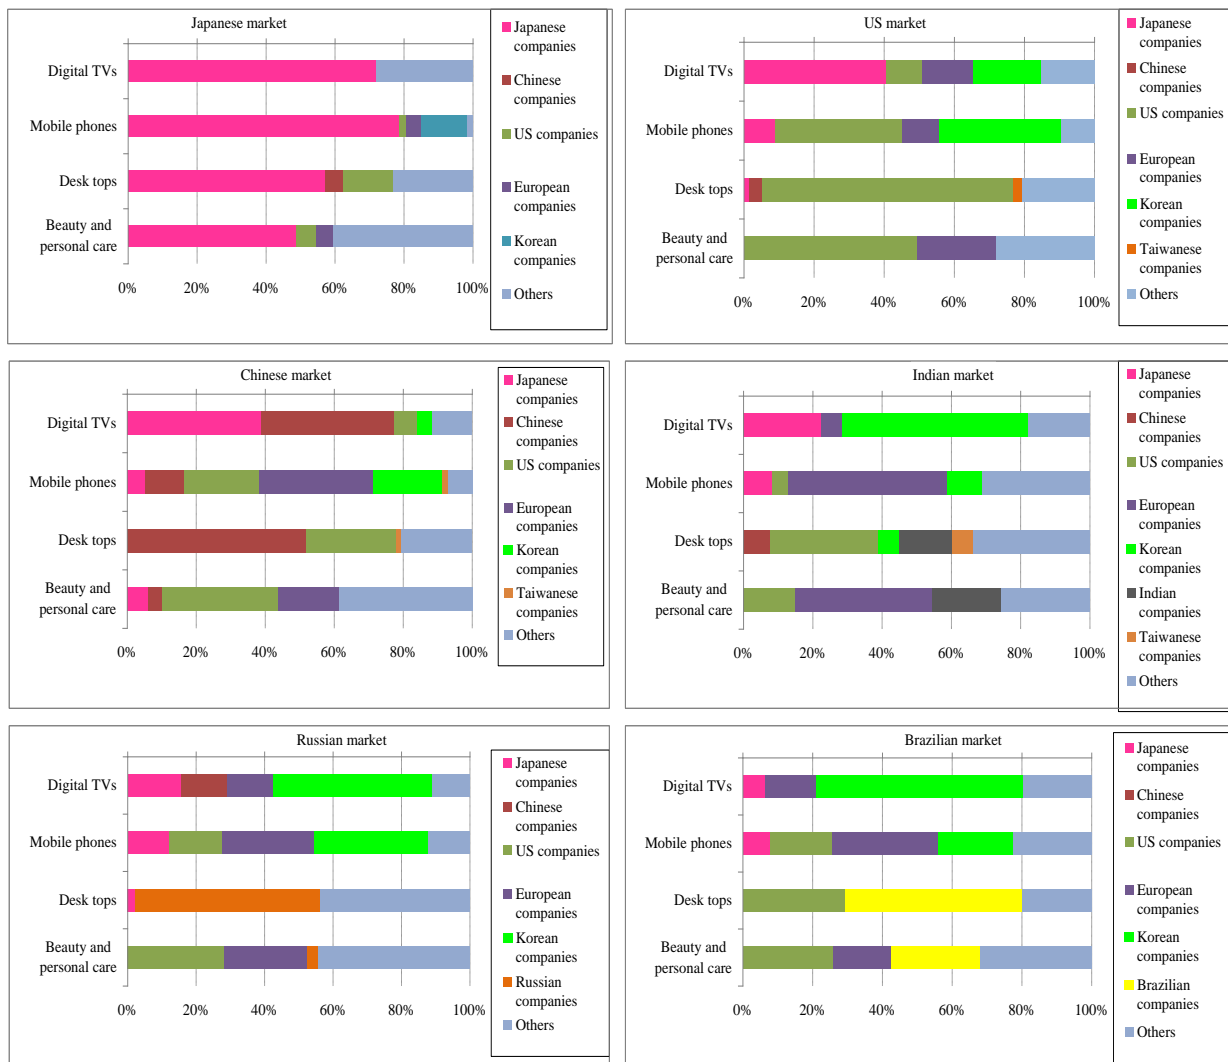 Japanese market
Digital TVs
Mobile phones
Desk tops
Beauty and
personal care
0% 20% 40% 60% 80% 100%
Japanese
companies
Chinese
companies
US companies
European
companies
Korean
companies
Others
US market
Digital TVs
Mobile phones
Desk tops
Beauty and
personal care
0% 20% 40% 60% 80% 100%
Japanese
companies
Chinese
companies
US companies
European
companies
Korean
companies
Taiwanese
companies
Others
Chinese market
Digital TVs
Mobile phones
Desk tops
Beauty and
personal care
0% 20% 40% 60% 80% 100%
Japanese
companies
Chinese
companies
US companies
European
companies
Korean
companies
Taiwanese
companies
Others
Indian market
Digital TVs
Mobile phones
Desk tops
Beauty and
personal care
0% 20% 40% 60% 80% 100%
Japanese
companies
Chinese
companies
US companies
European
companies
Korean
companies
Indian
companies
Taiwanese
companies
Others
Russian market
Digital TVs
Mobile phones
Desk tops
Beauty and
personal care
0% 20% 40% 60% 80% 100%
Japanese
companies
Chinese
companies
US companies
European
companies
Korean
companies
Russian
companies
Others
Brazilian market
Digital TVs
Mobile phones
Desk tops
Beauty and
personal care
0% 20% 40% 60% 80% 100%
Japanese
companies
Chinese
companies
US companies
European
companies
Korean
companies
Brazilian
companies
Others